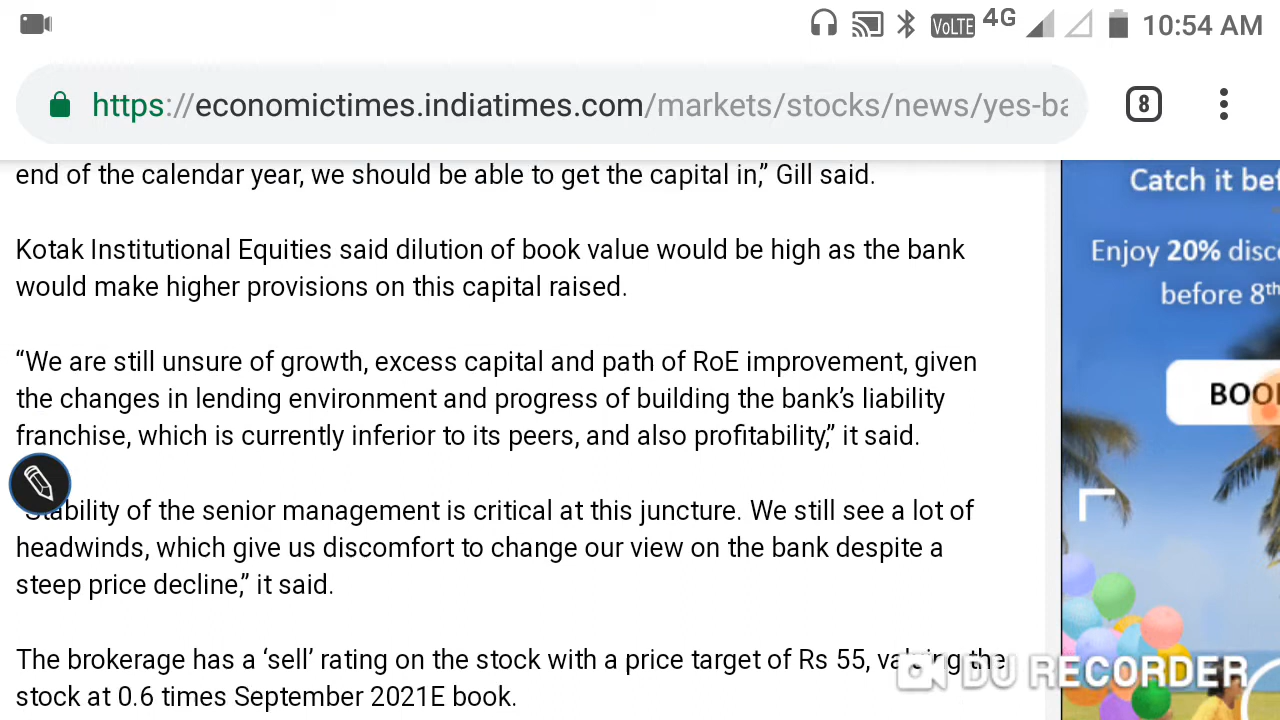 VoLTE 4G 10:54 AM
https://economictimes.indiatimes.com/markets/stocks/news/yes-ba
8
end of the calendar year, we should be able to get the capital in,” Gill said.
Kotak Institutional Equities said dilution of book value would be high as the bank
would make higher provisions on this capital raised.
“We are still unsure of growth, excess capital and path of RoE improvement, given
the changes in lending environment and progress of building the bank’s liability
franchise, which is currently inferior to its peers, and also profitability,” it said.
“Stability of the senior management is critical at this juncture. We still see a lot of
headwinds, which give us discomfort to change our view on the bank despite a
steep price decline,” it said.
The brokerage has a ‘sell’ rating on the stock with a price target of Rs 55, valuing the
stock at 0.6 times September 2021E book.
Catch it bef
Enjoy 20% disc
before 8th
BOO
DU RECORDER